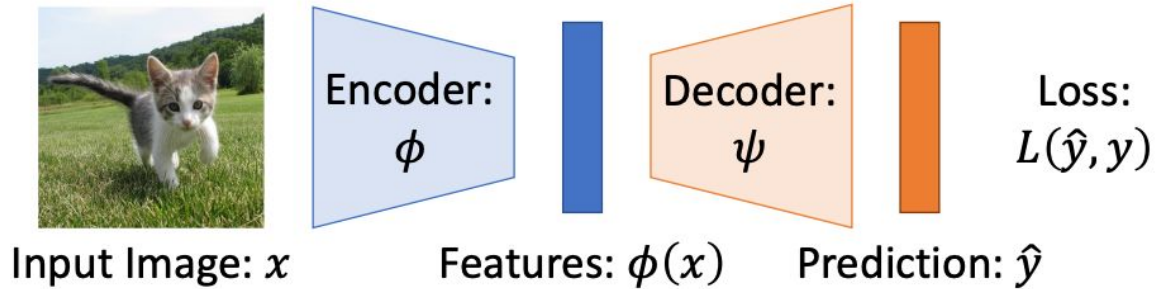 Encoder:
ϕ
Decoder:
ψ
Loss:
L(ŷ, y)
Input Image: x
Features: ϕ(x)
Prediction: ŷ